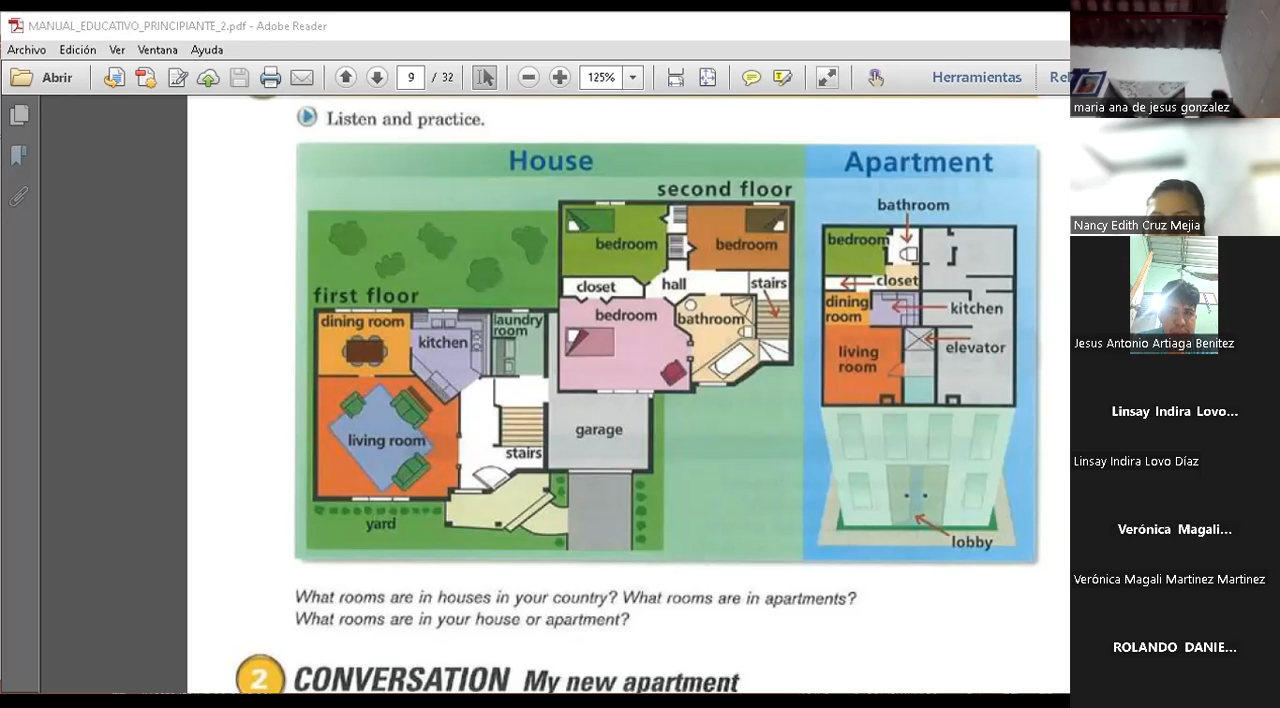 MANUAL_EDUCATIVO_PRINCIPIANTE_2.pdf - Adobe Reader
Archivo Edición Ver Ventana Ayuda
Abrir 9 / 32 125% Herramientas Rel
Listen and practice.
House
Apartment
second floor
bathroom
bedroom
bedroom
bedroom
closet
hall
stairs
closet
first floor
bedroom
bathroom
dining room
kitchen
laundry
room
dining
room
kitchen
living
room
elevator
living room
garage
stairs
yard
lobby
What rooms are in houses in your country? What rooms are in apartments?
What rooms are in your house or apartment?
2 CONVERSATION My new apartment
maria ana de jesus gonzalez
Nancy Edith Cruz Mejia
Jesus Antonio Artiaga Benitez
Linsay Indira Lovo...
Linsay Indira Lovo Díaz
Verónica Magali...
Verónica Magali Martinez Martinez
ROLANDO DANIE...